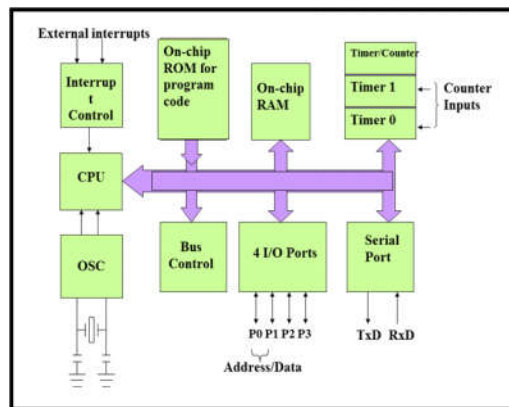 External interrupts
Interrup
t
Control
On-chip
ROM for
program
code
On-chip
RAM
Timer/Counter
Timer 1
Timer 0
Counter
Inputs
CPU
OSC
Bus
Control
4 I/O Ports
Serial
Port
P0 P1 P2 P3
Address/Data
TxD RxD